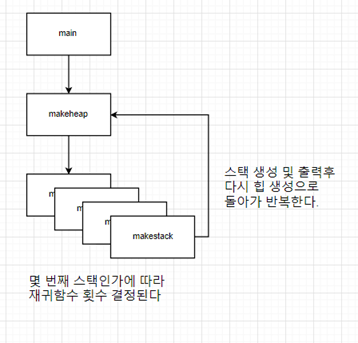 main
makeheap
m
m
m
makestack
스택 생성 및 출력후
다시 힙 생성으로
돌아가 반복한다.
몇 번째 스택인가에 따라
재귀함수 횟수 결정된다